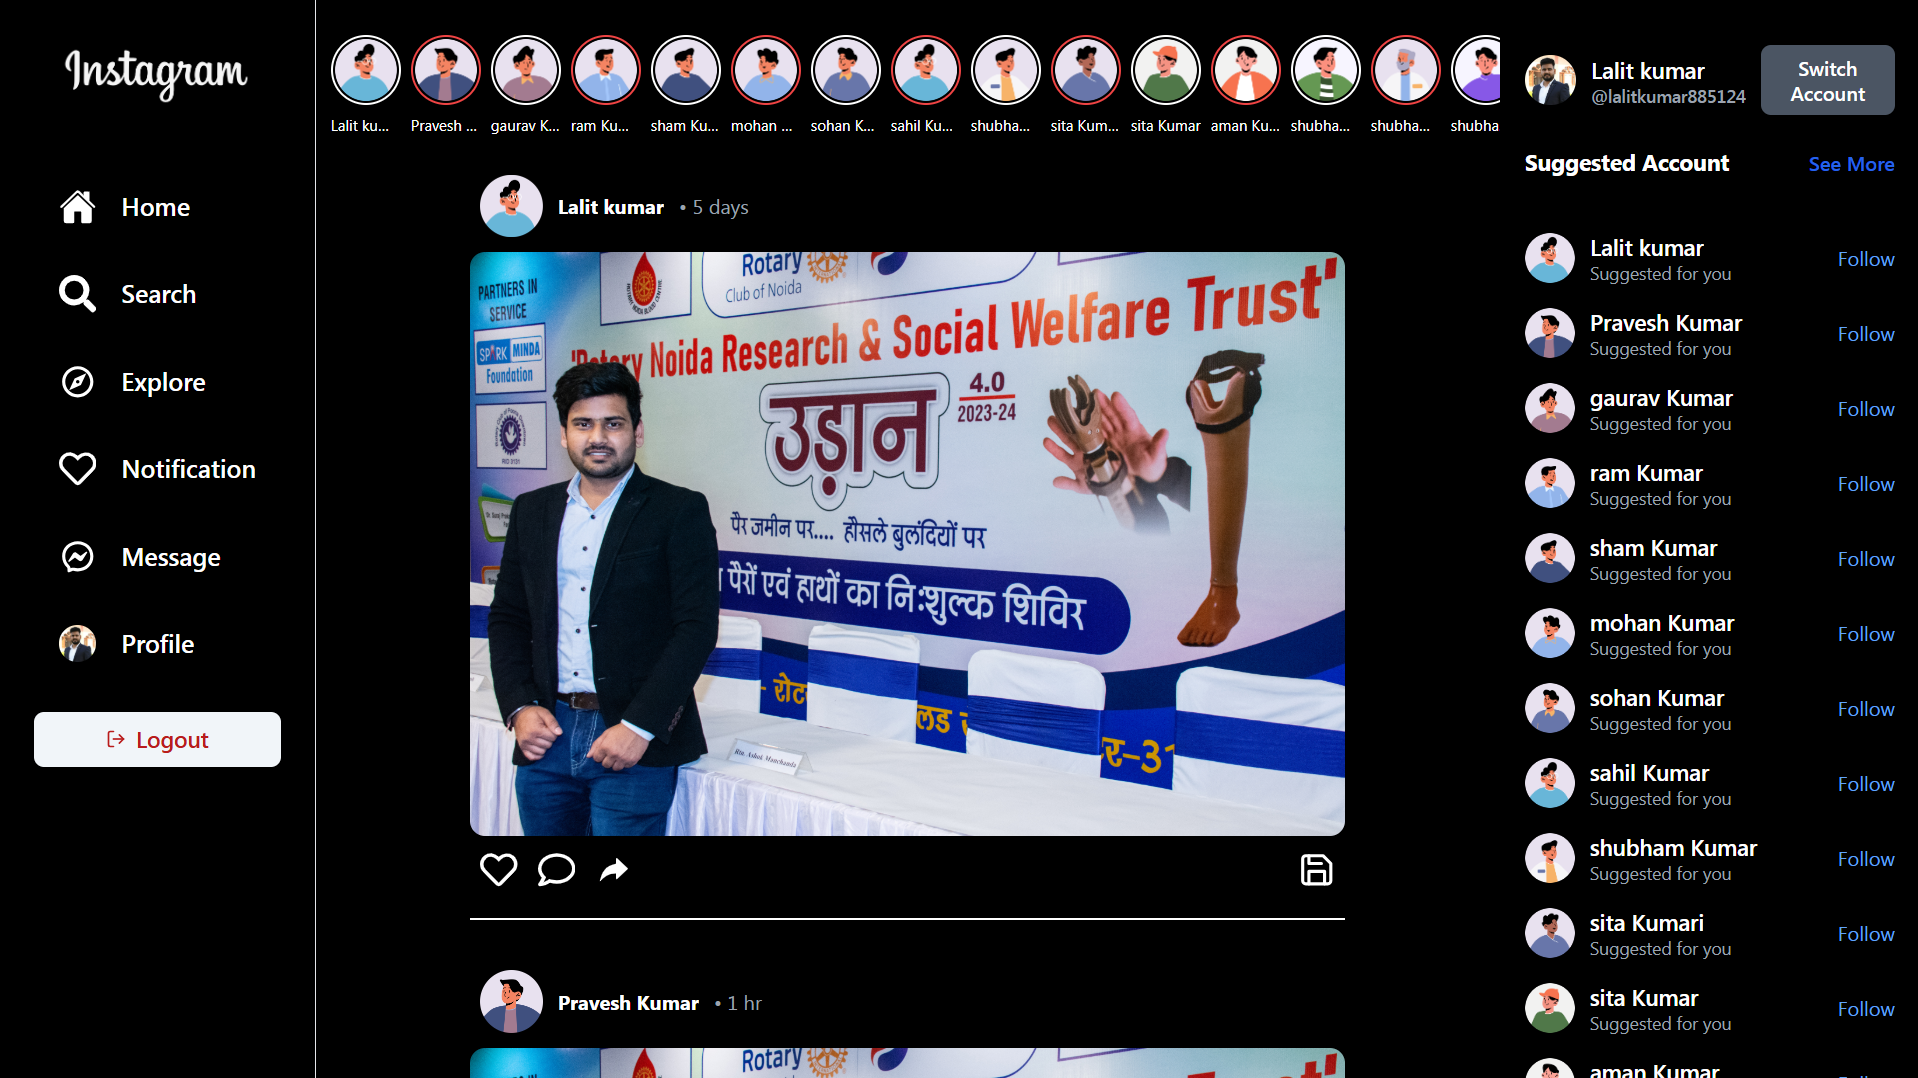 Instagram
Home
Search
Explore
Notification
Message
Profile
Logout
Lalit ku...
Pravesh ...
gaurav K...
ram Ku...
sham Ku...
mohan ...
sohan K...
sahil Ku...
shubha...
sita Kum...
sita Kumar
aman Ku...
shubha...
shubha...
shubha
Lalit kumar • 5 days
PARTNERS IN
SERVICE
SPARK MINDA
Foundation
Rotary
Club of Noida
'Rotary Noida Research & Social Welfare Trust'
उड़ान
4.0
2023-24
पैर जमीन पर.... हौसले बुलंदियों पर
पैरों एवं हाथों का नि:शुल्क शिविर
रोट
लड
र-3
Rtn. Ashok Manchanda
Pravesh Kumar • 1 hr
Rotary
Lalit kumar
@lalitkumar885124
Switch
Account
Suggested Account
See More
Lalit kumar
Suggested for you
Follow
Pravesh Kumar
Suggested for you
Follow
gaurav Kumar
Suggested for you
Follow
ram Kumar
Suggested for you
Follow
sham Kumar
Suggested for you
Follow
mohan Kumar
Suggested for you
Follow
sohan Kumar
Suggested for you
Follow
sahil Kumar
Suggested for you
Follow
shubham Kumar
Suggested for you
Follow
sita Kumari
Suggested for you
Follow
sita Kumar
Suggested for you
Follow
aman Kumar